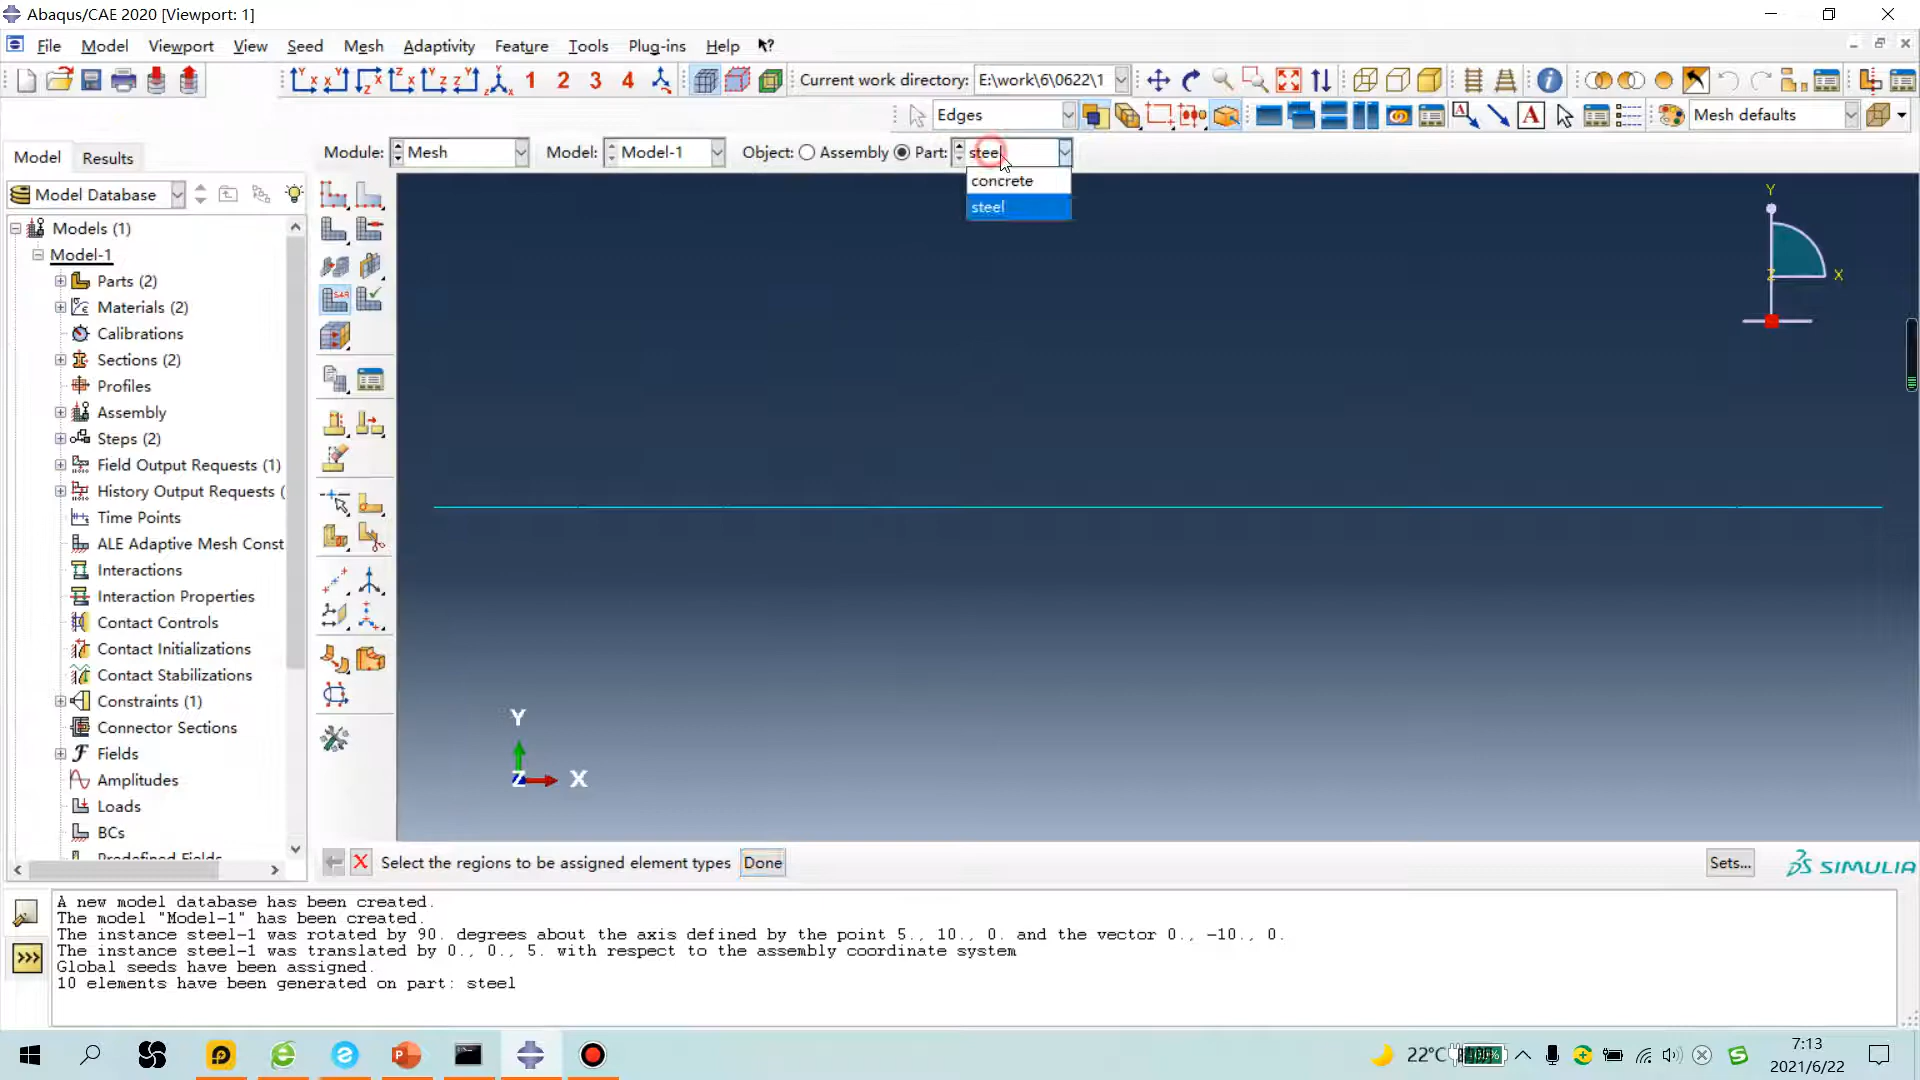 Abaqus/CAE 2020 [Viewport: 1]
File Model Viewport View Seed Mesh Adaptivity Feature Tools Plug-ins Help
1 2 3 4 Current work directory: E:\work\6\0622\1
Edges A Mesh defaults
Model Results Module: Mesh Model: Model-1 Object: Assembly Part: steel
concrete
steel
Model Database
Models (1)
Model-1
Parts (2)
Materials (2)
Calibrations
Sections (2)
Profiles
Assembly
Steps (2)
Field Output Requests (1)
History Output Requests (
Time Points
ALE Adaptive Mesh Const
Interactions
Interaction Properties
Contact Controls
Contact Initializations
Contact Stabilizations
Constraints (1)
Connector Sections
Fields
Amplitudes
Loads
BCs
Predefined Fields
Y
Z X
Y
Z X
Select the regions to be assigned element types Done Sets... SIMULIA
A new model database has been created.
The model "Model-1" has been created.
The instance steel-1 was rotated by 90. degrees about the axis defined by the point 5., 10., 0. and the vector 0., -10., 0.
The instance steel-1 was translated by 0., 0., 5. with respect to the assembly coordinate system
Global seeds have been assigned.
10 elements have been generated on part: steel
22°C
7:13
2021/6/22